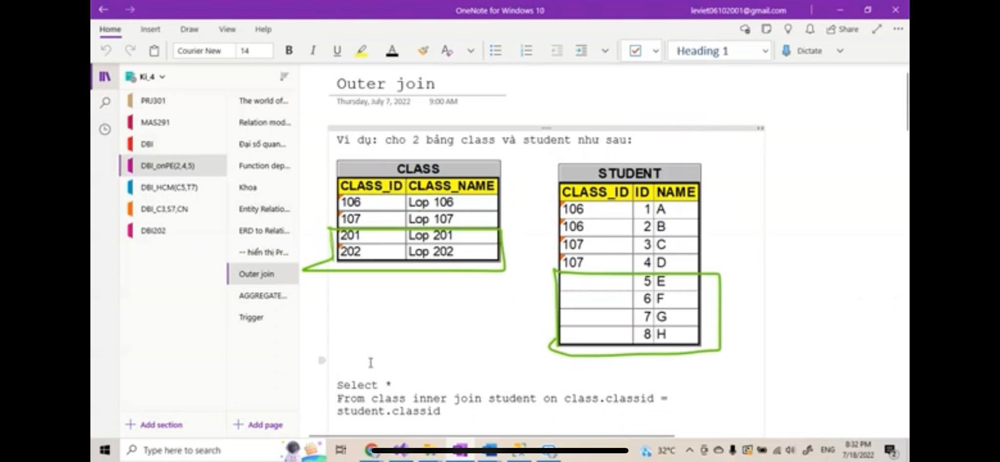 OneNote for Windows 10
leviet06102001@gmail.com
Home Insert Draw View Help
Share
Courier New 14 B I U A Heading 1 Dictate
Ki_4
PRJ301
MAS291
DBI
DBI_onPE(2,4,5)
DBI_HCM(C5,T7)
DBI_C3,S7,CN
DBI202
Add section
The world of...
Relation mod...
Đại số quan...
Function dep...
Khoa
Entity Relatio...
ERD to Relati...
-- hiển thị Pr...
Outer join
AGGREGATE...
Trigger
Add page
Outer join
Thursday, July 7, 2022 9:00 AM
Ví dụ: cho 2 bảng class và student như sau:
CLASS
CLASS_ID CLASS_NAME
106 Lop 106
107 Lop 107
201 Lop 201
202 Lop 202
STUDENT
CLASS_ID ID NAME
106 1 A
106 2 B
107 3 C
107 4 D
5 E
6 F
7 G
8 H
Select *
From class inner join student on class.classid =
student.classid
Type here to search
32°C
ENG
8:32 PM
7/18/2022
2